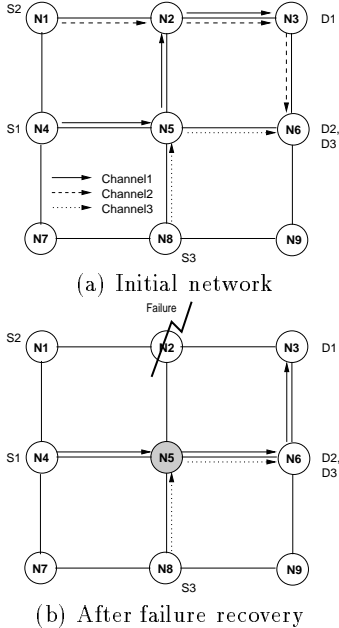 S2 N1 N2 N3 D1
S1 N4 N5 N6 D2,
D3
Channel1
Channel2
Channel3
N7 N8 N9
S3
(a) Initial network
Failure
S2 N1 N2 N3 D1
S1 N4 N5 N6 D2,
D3
N7 N8 N9
S3
(b) After failure recovery